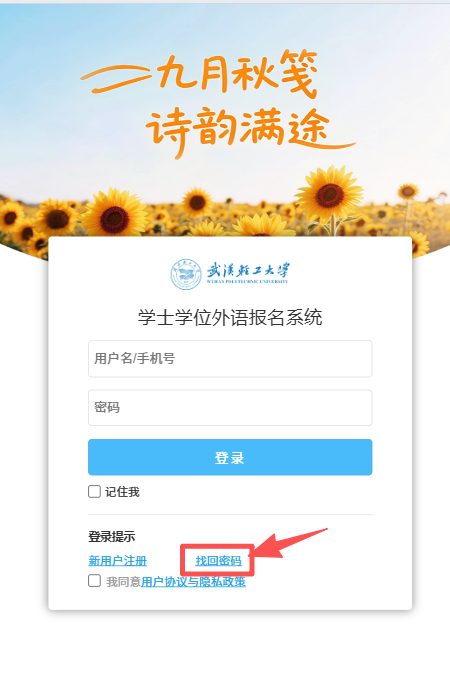 九月秋笺
诗韵满途
武汉轻工大学
WUHAN POLYTECHNIC UNIVERSITY
学士学位外语报名系统
用户名/手机号
密码
登录
记住我
登录提示
新用户注册 找回密码
我同意用户协议与隐私政策